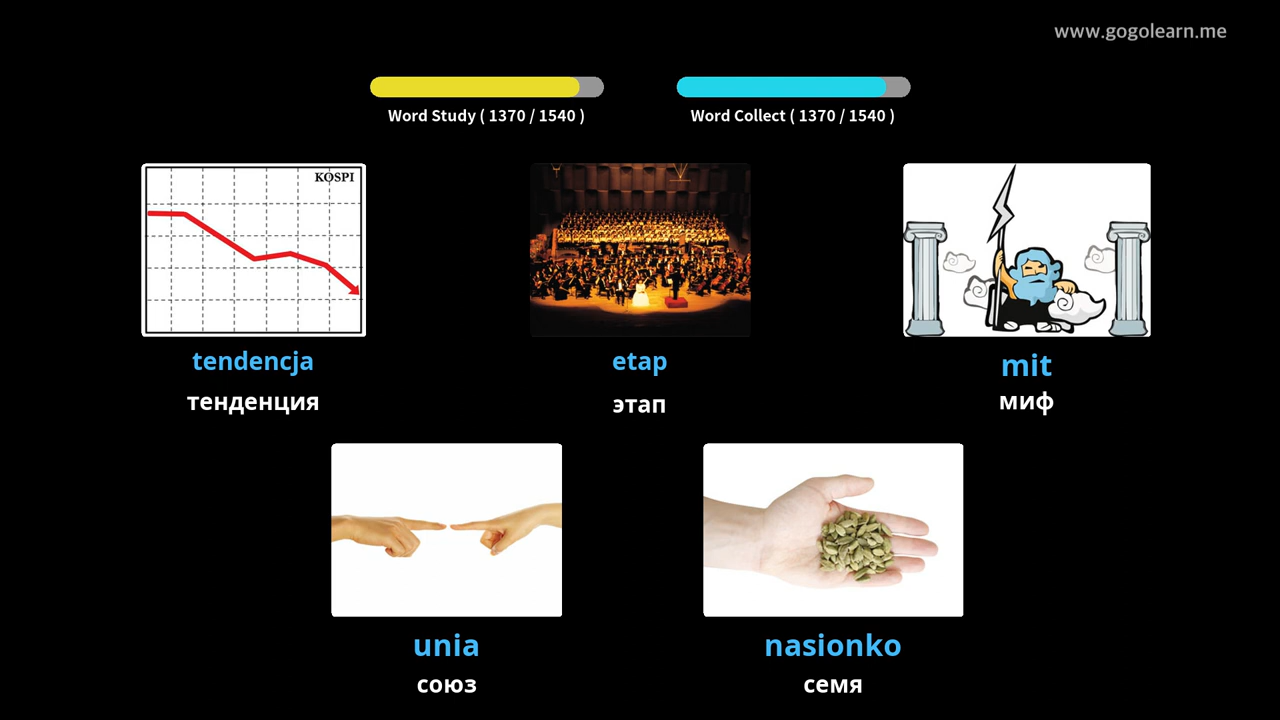 www.gogolearn.me
Word Study ( 1370 / 1540 )
Word Collect ( 1370 / 1540 )
KOSPI
tendencja
тенденция
etap
этап
mit
миф
unia
союз
nasionko
семя